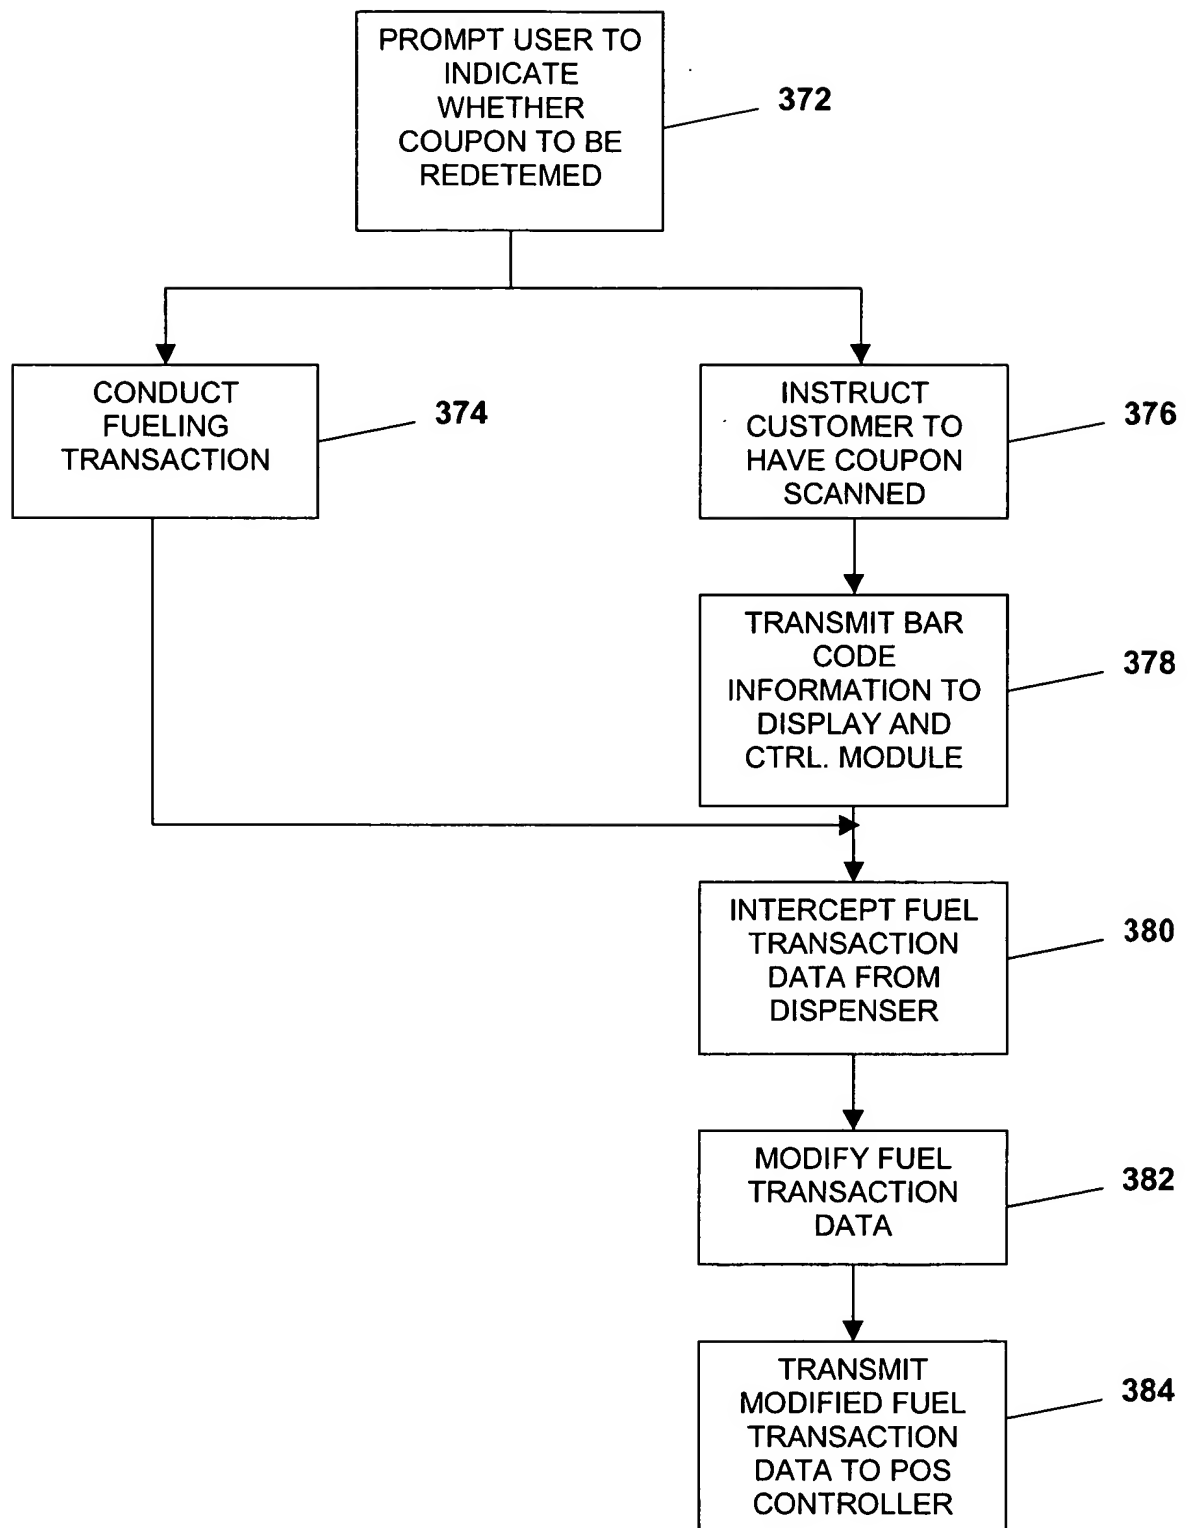 PROMPT USER TO
INDICATE
WHETHER
COUPON TO BE
REDETEMED
372
CONDUCT
FUELING
TRANSACTION
374
INSTRUCT
CUSTOMER TO
HAVE COUPON
SCANNED
376
TRANSMIT BAR
CODE
INFORMATION TO
DISPLAY AND
CTRL. MODULE
378
INTERCEPT FUEL
TRANSACTION
DATA FROM
DISPENSER
380
MODIFY FUEL
TRANSACTION
DATA
382
TRANSMIT
MODIFIED FUEL
TRANSACTION
DATA TO POS
CONTROLLER
384